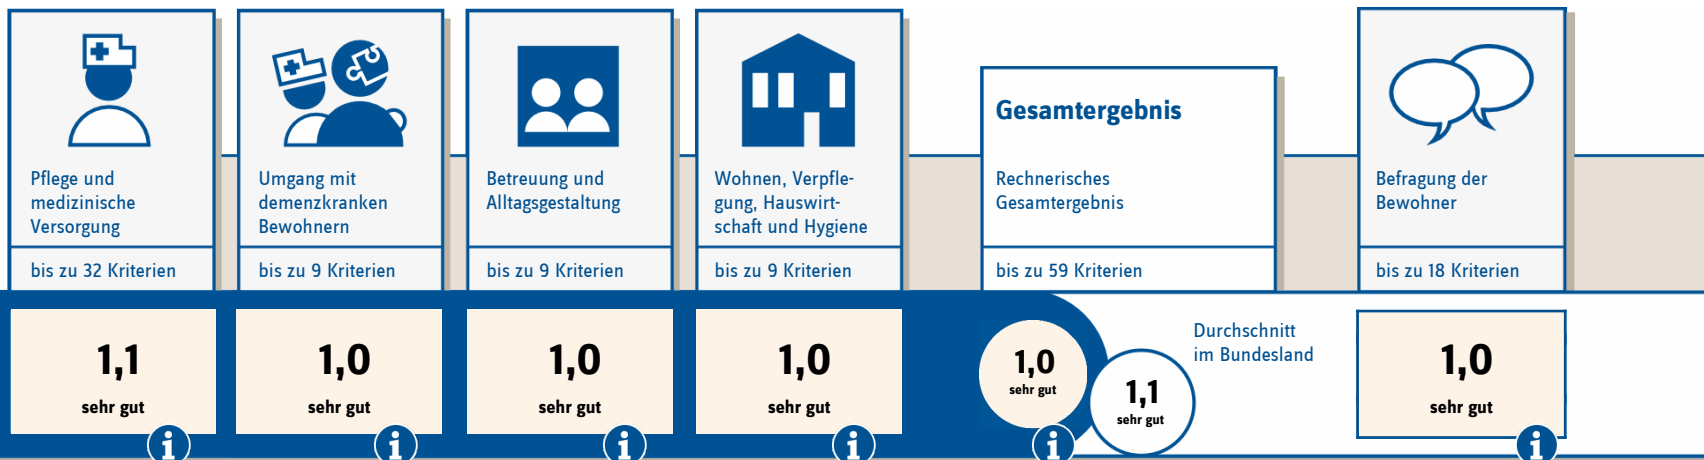 Pflege und
medizinische
Versorgung
bis zu 32 Kriterien
1,1
sehr gut
i
Umgang mit
demenzkranken
Bewohnern
bis zu 9 Kriterien
1,0
sehr gut
i
Betreuung und
Alltagsgestaltung
bis zu 9 Kriterien
1,0
sehr gut
i
Wohnen, Verpfle-
gung, Hauswirt-
schaft und Hygiene
bis zu 9 Kriterien
1,0
sehr gut
i
Gesamtergebnis
Rechnerisches
Gesamtergebnis
bis zu 59 Kriterien
1,0
sehr gut
i
Durchschnitt
im Bundesland
1,1
sehr gut
Befragung der
Bewohner
bis zu 18 Kriterien
1,0
sehr gut
i